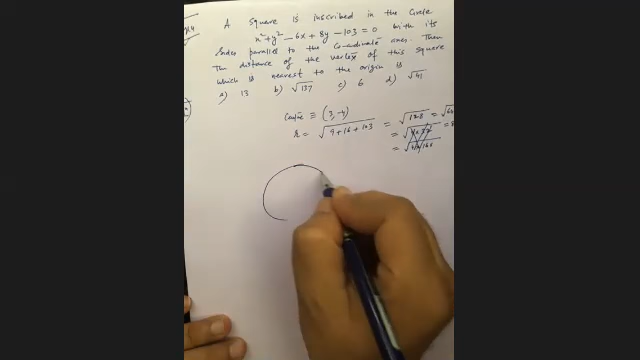 A Square is inscribed in the Circle
x² + y² - 6x + 8y - 103 = 0 with its
Sides parallel to the Co-ordinate axes. Then
The distance of the vertex of this square
which is nearest to the origin is
a) 13 b) √137 c) 6 d) √41
Centre ≡ (3, -4)
r = √9+16+103 = √128 = √64